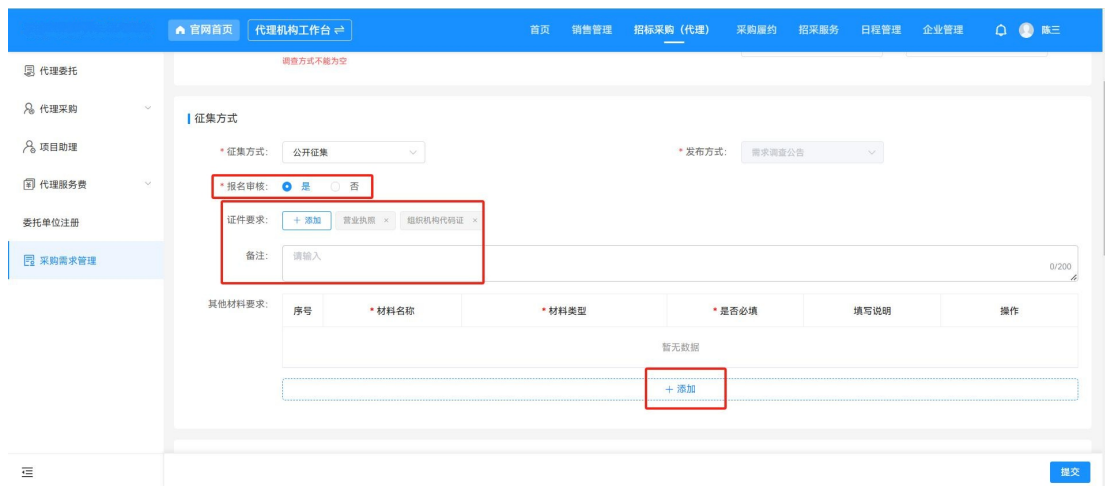 官网首页 代理机构工作台 首页 销售管理 招标采购（代理） 采购履约 招采服务 日程管理 企业管理 陈三
代理委托
调查方式不能为空
代理采购
征集方式
项目助理
* 征集方式: 公开征集 * 发布方式: 需求调查公告
代理服务费
* 报名审核: 是 否
委托单位注册
证件要求: + 添加 营业执照 × 组织机构代码证 ×
采购需求管理
备注: 请输入
0/200
其他材料要求: 序号 * 材料名称 * 材料类型 * 是否必填 填写说明 操作
暂无数据
+ 添加
提交